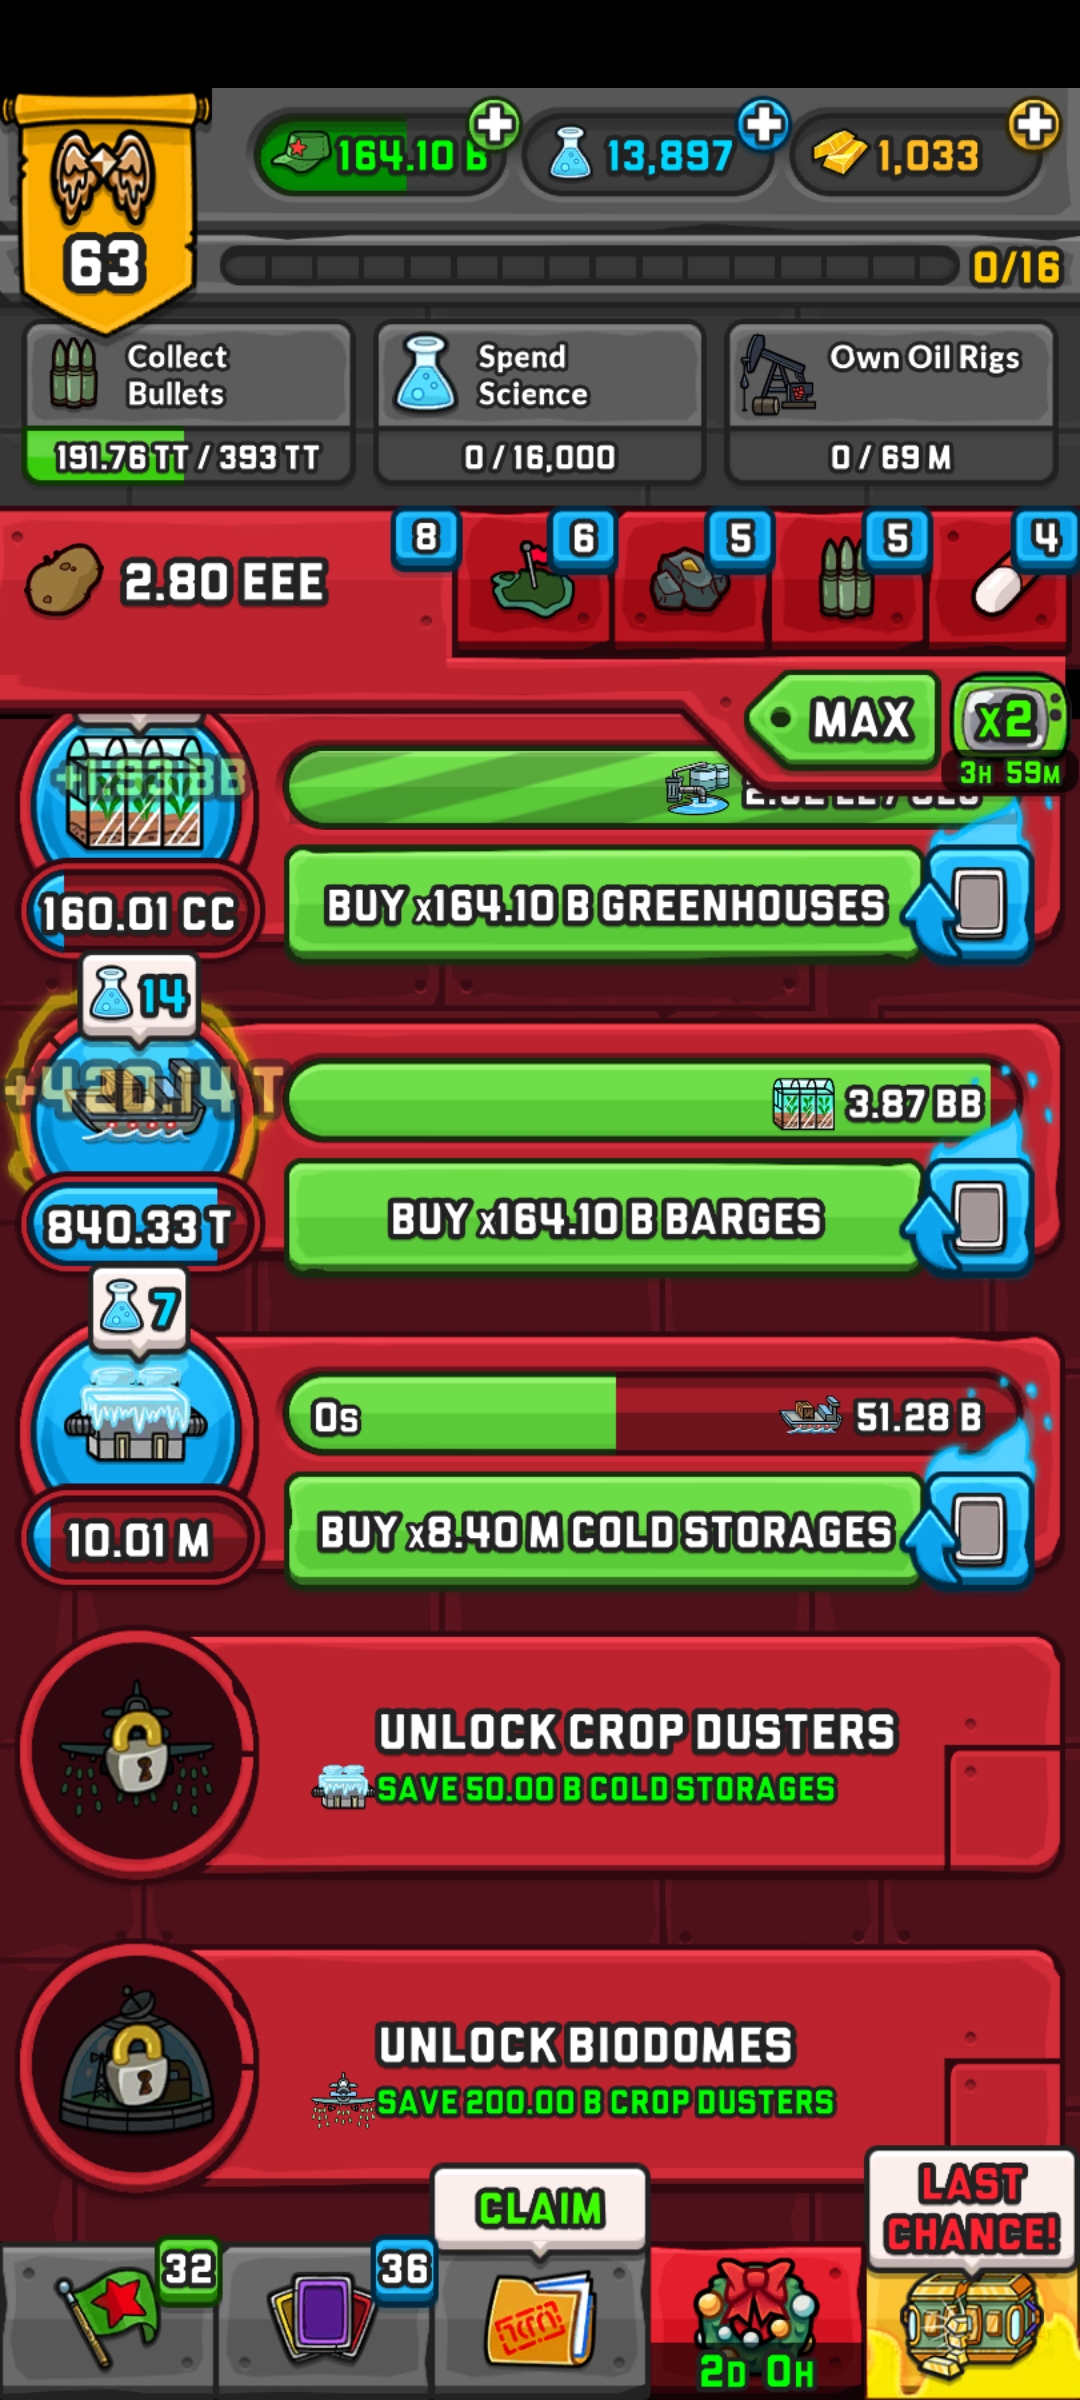 164.10 B
13,897
1,033
63
0/16
Collect
Bullets
191.76 TT / 393 TT
Spend
Science
0 / 16,000
Own Oil Rigs
0 / 69 M
2.80 EEE
8
6
5
5
4
MAX
x2
3H 59M
160.01 CC
BUY x164.10 B GREENHOUSES
14
+420.14 T
3.87 BB
840.33 T
BUY x164.10 B BARGES
7
0s
51.28 B
10.01 M
BUY x8.40 M COLD STORAGES
UNLOCK CROP DUSTERS
SAVE 50.00 B COLD STORAGES
UNLOCK BIODOMES
SAVE 200.00 B CROP DUSTERS
CLAIM
LAST
CHANCE!
32
36
2D 0H